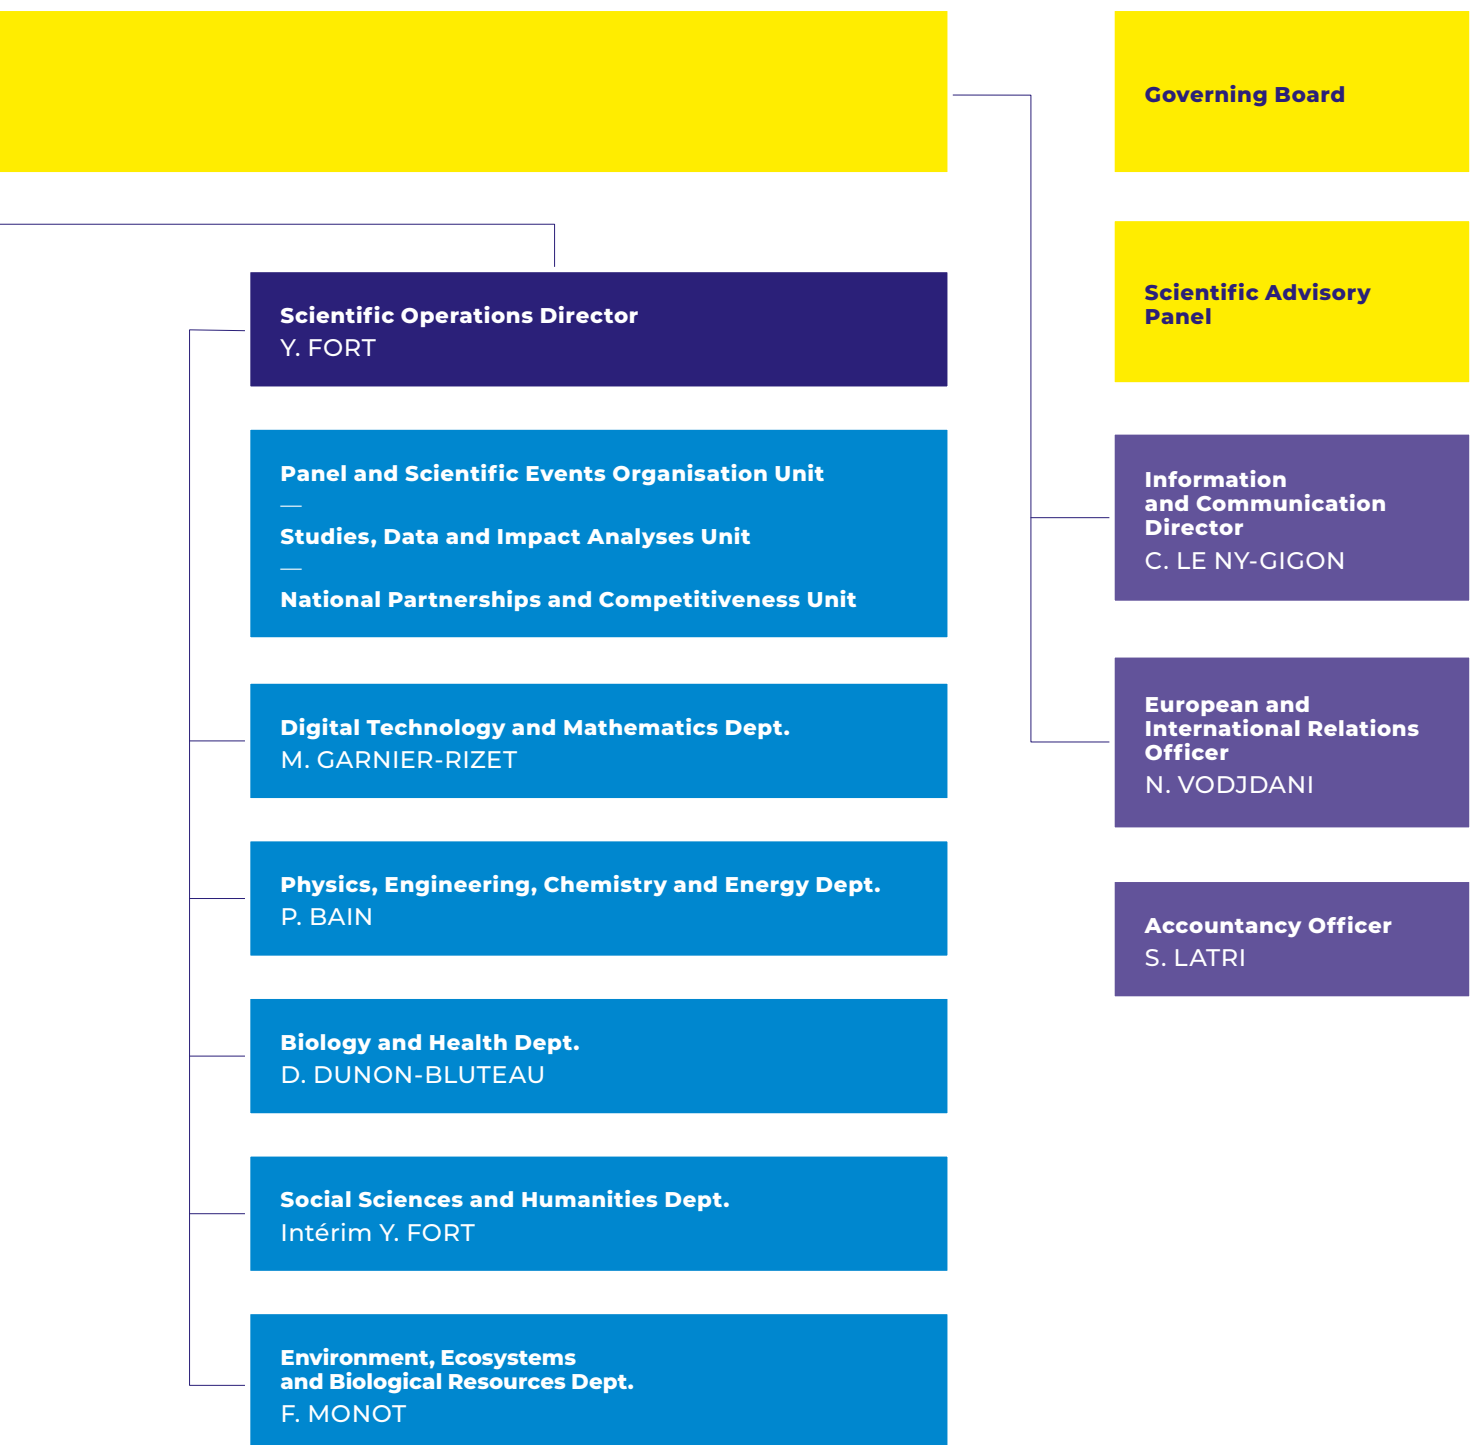 Governing Board
Scientific Advisory
Panel
Scientific Operations Director
Y. FORT
Panel and Scientific Events Organisation Unit
—
Studies, Data and Impact Analyses Unit
—
National Partnerships and Competitiveness Unit
Information
and Communication
Director
C. LE NY-GIGON
Digital Technology and Mathematics Dept.
M. GARNIER-RIZET
European and
International Relations
Officer
N. VODJDANI
Physics, Engineering, Chemistry and Energy Dept.
P. BAIN
Accountancy Officer
S. LATRI
Biology and Health Dept.
D. DUNON-BLUTEAU
Social Sciences and Humanities Dept.
Intérim Y. FORT
Environment, Ecosystems
and Biological Resources Dept.
F. MONOT